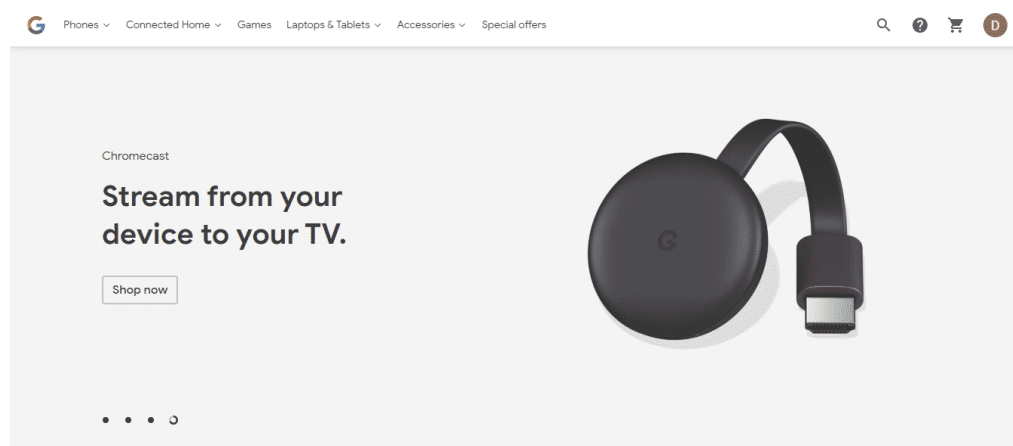 G Phones Connected Home Games Laptops & Tablets Accessories Special offers D
Chromecast
Stream from your
device to your TV.
Shop now
G